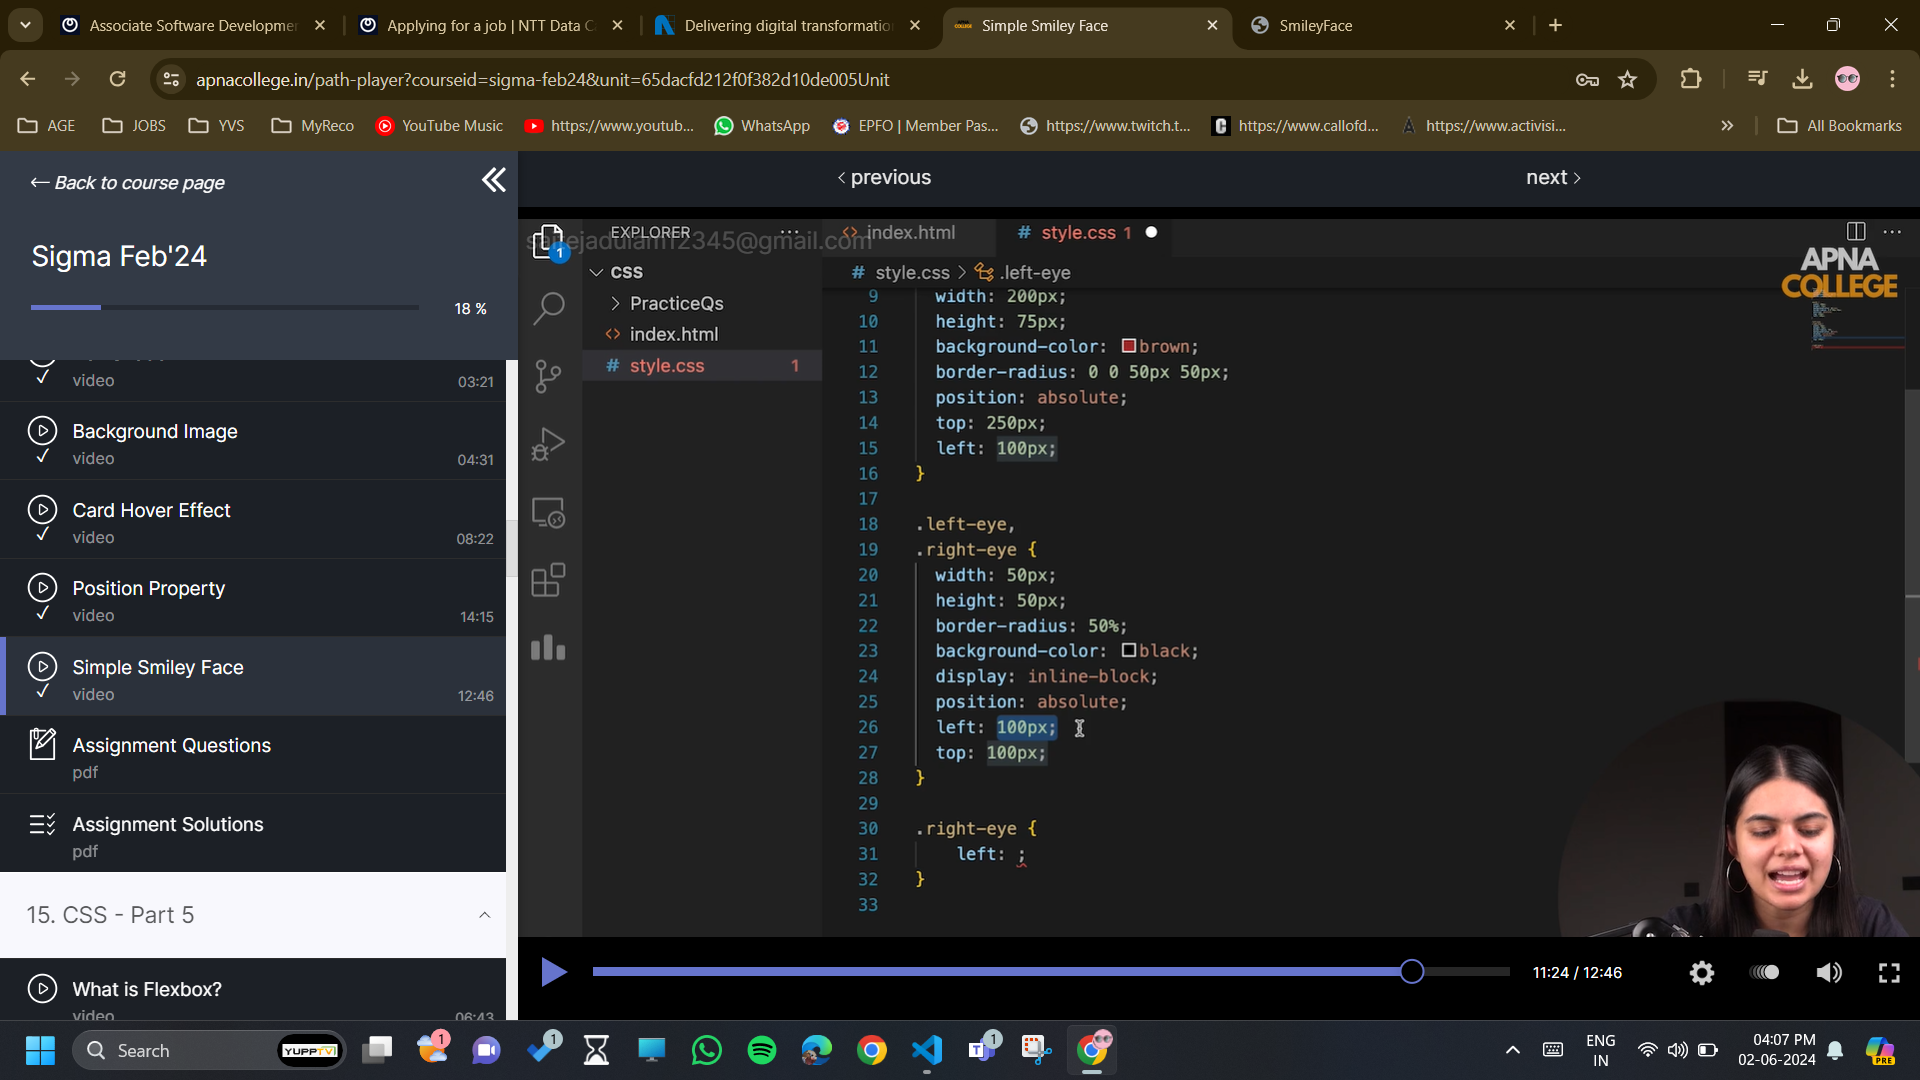 Associate Software Developmen
Applying for a job | NTT Data C
Delivering digital transformatio
Simple Smiley Face
SmileyFace
apnacollege.in/path-player?courseid=sigma-feb24&unit=65dacfd212f0f382d10de005Unit
AGE
JOBS
YVS
MyReco
YouTube Music
https://www.youtub...
WhatsApp
EPFO | Member Pas...
https://www.twitch.t...
https://www.callofd...
https://www.activisi...
All Bookmarks
← Back to course page
Sigma Feb'24
18 %
video
03:21
Background Image
video
04:31
Card Hover Effect
video
08:22
Position Property
video
14:15
Simple Smiley Face
video
12:46
Assignment Questions
pdf
Assignment Solutions
pdf
15. CSS - Part 5
What is Flexbox?
video
06:43
‹ previous
next ›
EXPLORER
index.html
# style.css 1
CSS
PracticeQs
index.html
# style.css 1
# style.css > .left-eye
APNA
COLLEGE
9 width: 200px;
10 height: 75px;
11 background-color: brown;
12 border-radius: 0 0 50px 50px;
13 position: absolute;
14 top: 250px;
15 left: 100px;
16 }
17
18 .left-eye,
19 .right-eye {
20 width: 50px;
21 height: 50px;
22 border-radius: 50%;
23 background-color: black;
24 display: inline-block;
25 position: absolute;
26 left: 100px;
27 top: 100px;
28 }
29
30 .right-eye {
31 left: ;
32 }
33
1
11:24 / 12:46
Search
YUPPTV
1
1
1
ENG
IN
04:07 PM
02-06-2024
PRE